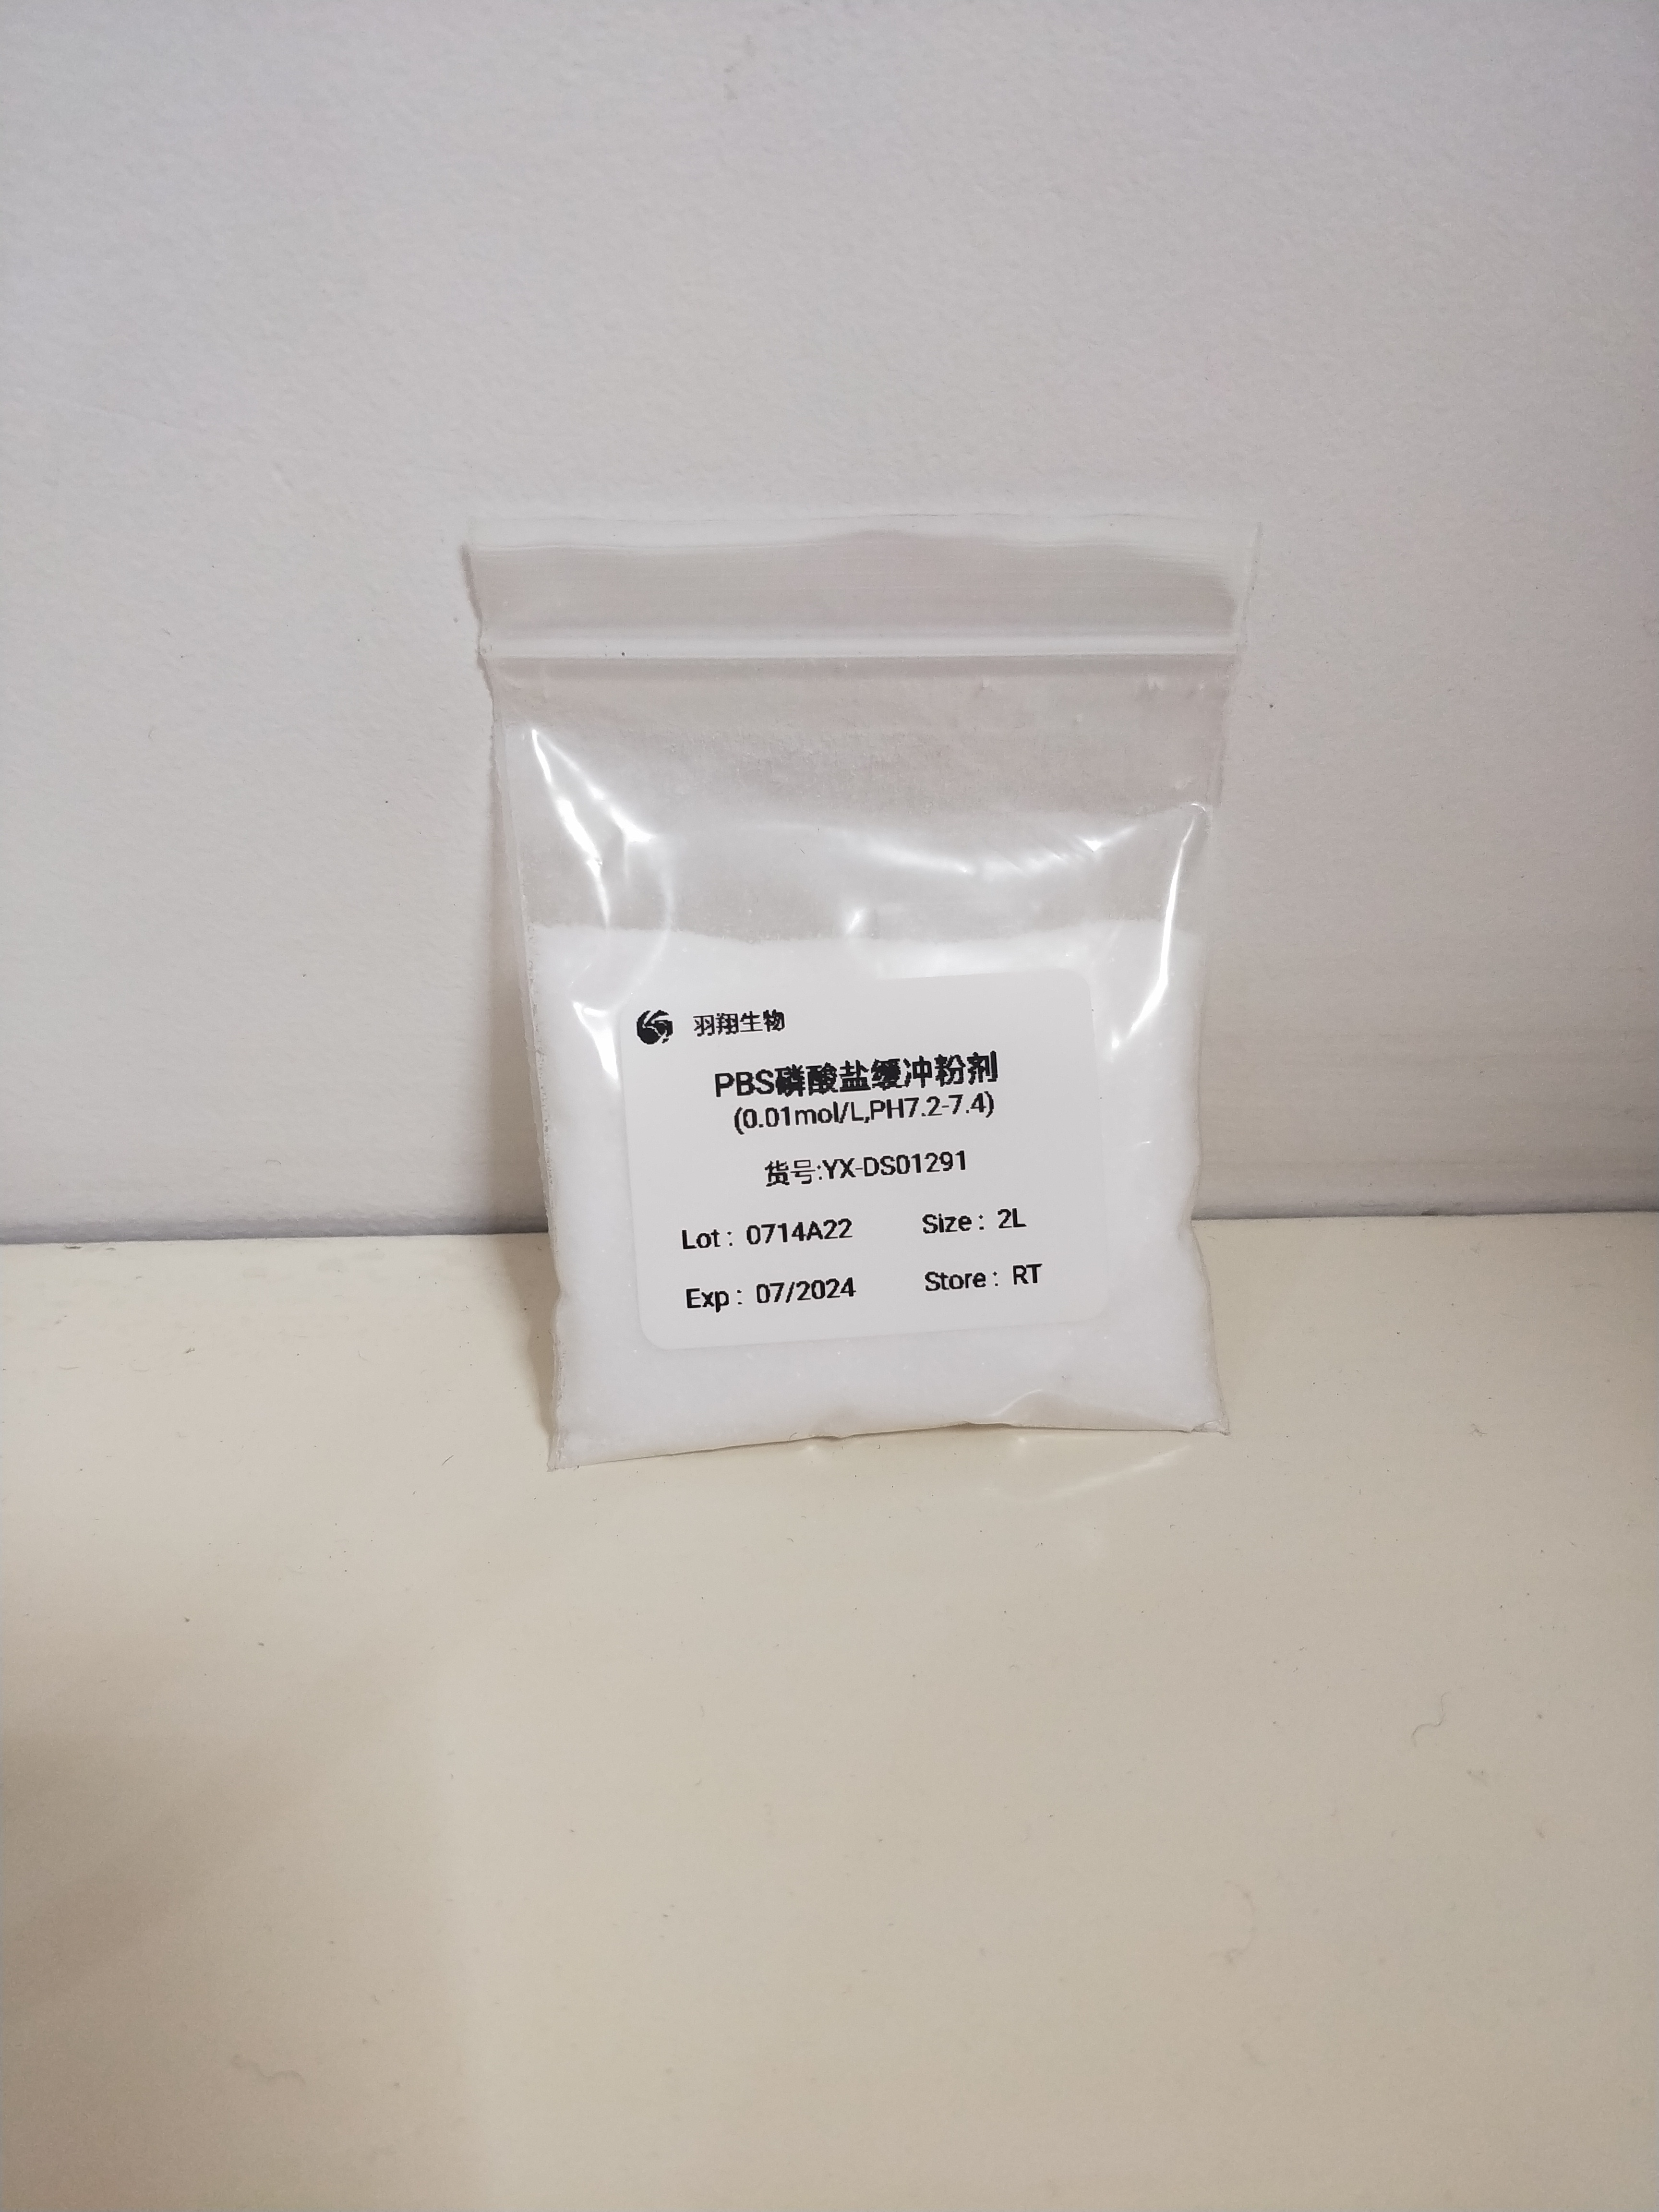 羽翔生物
PBS磷酸盐缓冲粉剂
(0.01mol/L,PH7.2-7.4)
货号:YX-DS01291
Lot : 0714A22 Size : 2L
Exp : 07/2024 Store : RT